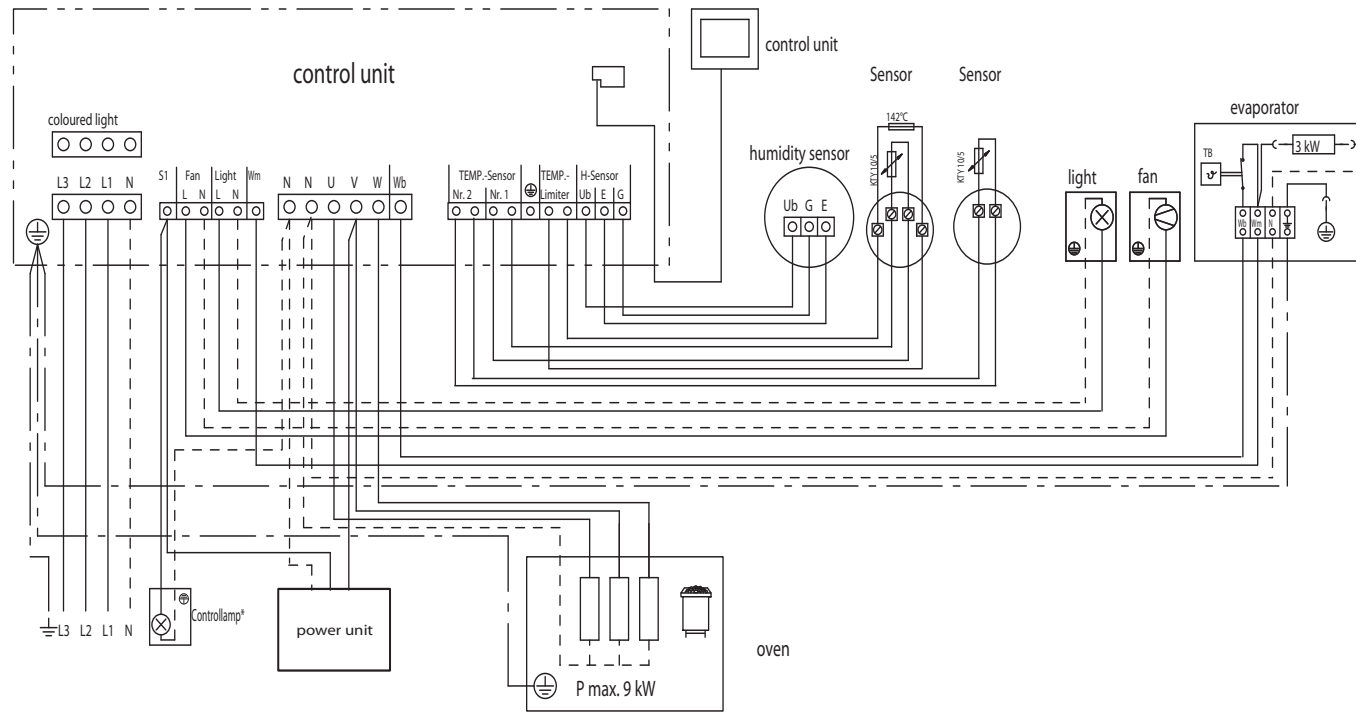 control unit
control unit
Sensor
Sensor
coloured light
evaporator
142°C
humidity sensor
KTY 10/5
KTY 10/5
light
fan
TB
ϑ
3 kW
L3 L2 L1 N
S1 Fan Light Wm
L N L N
N N U V W Wb
TEMP.-Sensor TEMP.- H-Sensor
Nr. 2 Nr. 1 Limiter Ub E G
Ub G E
Wb Wm N
Controllamp*
L3 L2 L1 N
power unit
oven
P max. 9 kW